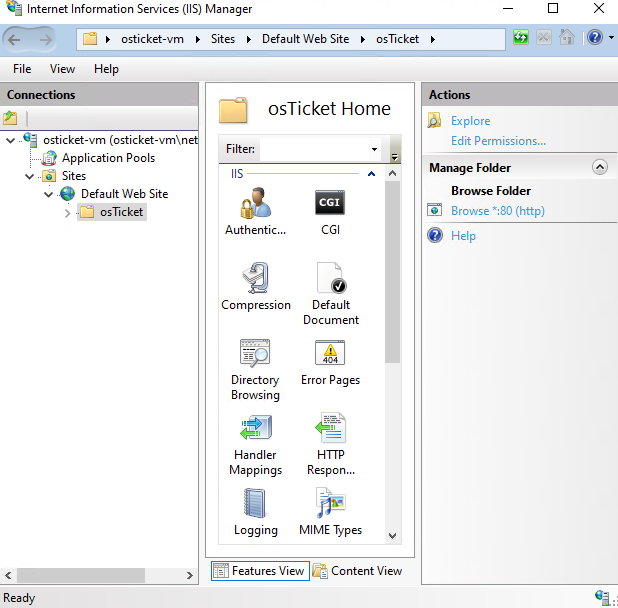 Internet Information Services (IIS) Manager
osticket-vm Sites Default Web Site osTicket
File View Help
Connections
osticket-vm (osticket-vm\net
Application Pools
Sites
Default Web Site
osTicket
osTicket Home
Filter:
IIS
Authentic... CGI
CGI
Compression Default
Document
Directory
Browsing
Error Pages
404
Handler
Mappings
HTTP
Respon...
Logging MIME Types
Features View Content View
Actions
Explore
Edit Permissions...
Manage Folder
Browse Folder
Browse *:80 (http)
Help
Ready